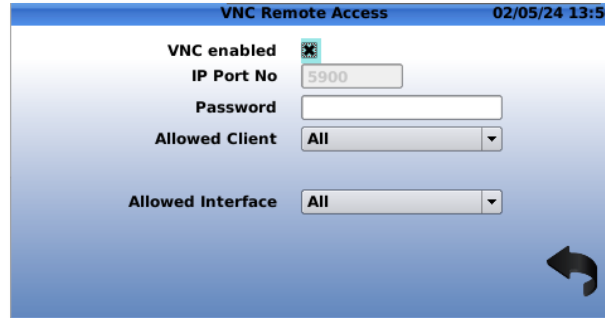 VNC Remote Access 02/05/24 13:5
VNC enabled
IP Port No 5900
Password
Allowed Client All
Allowed Interface All